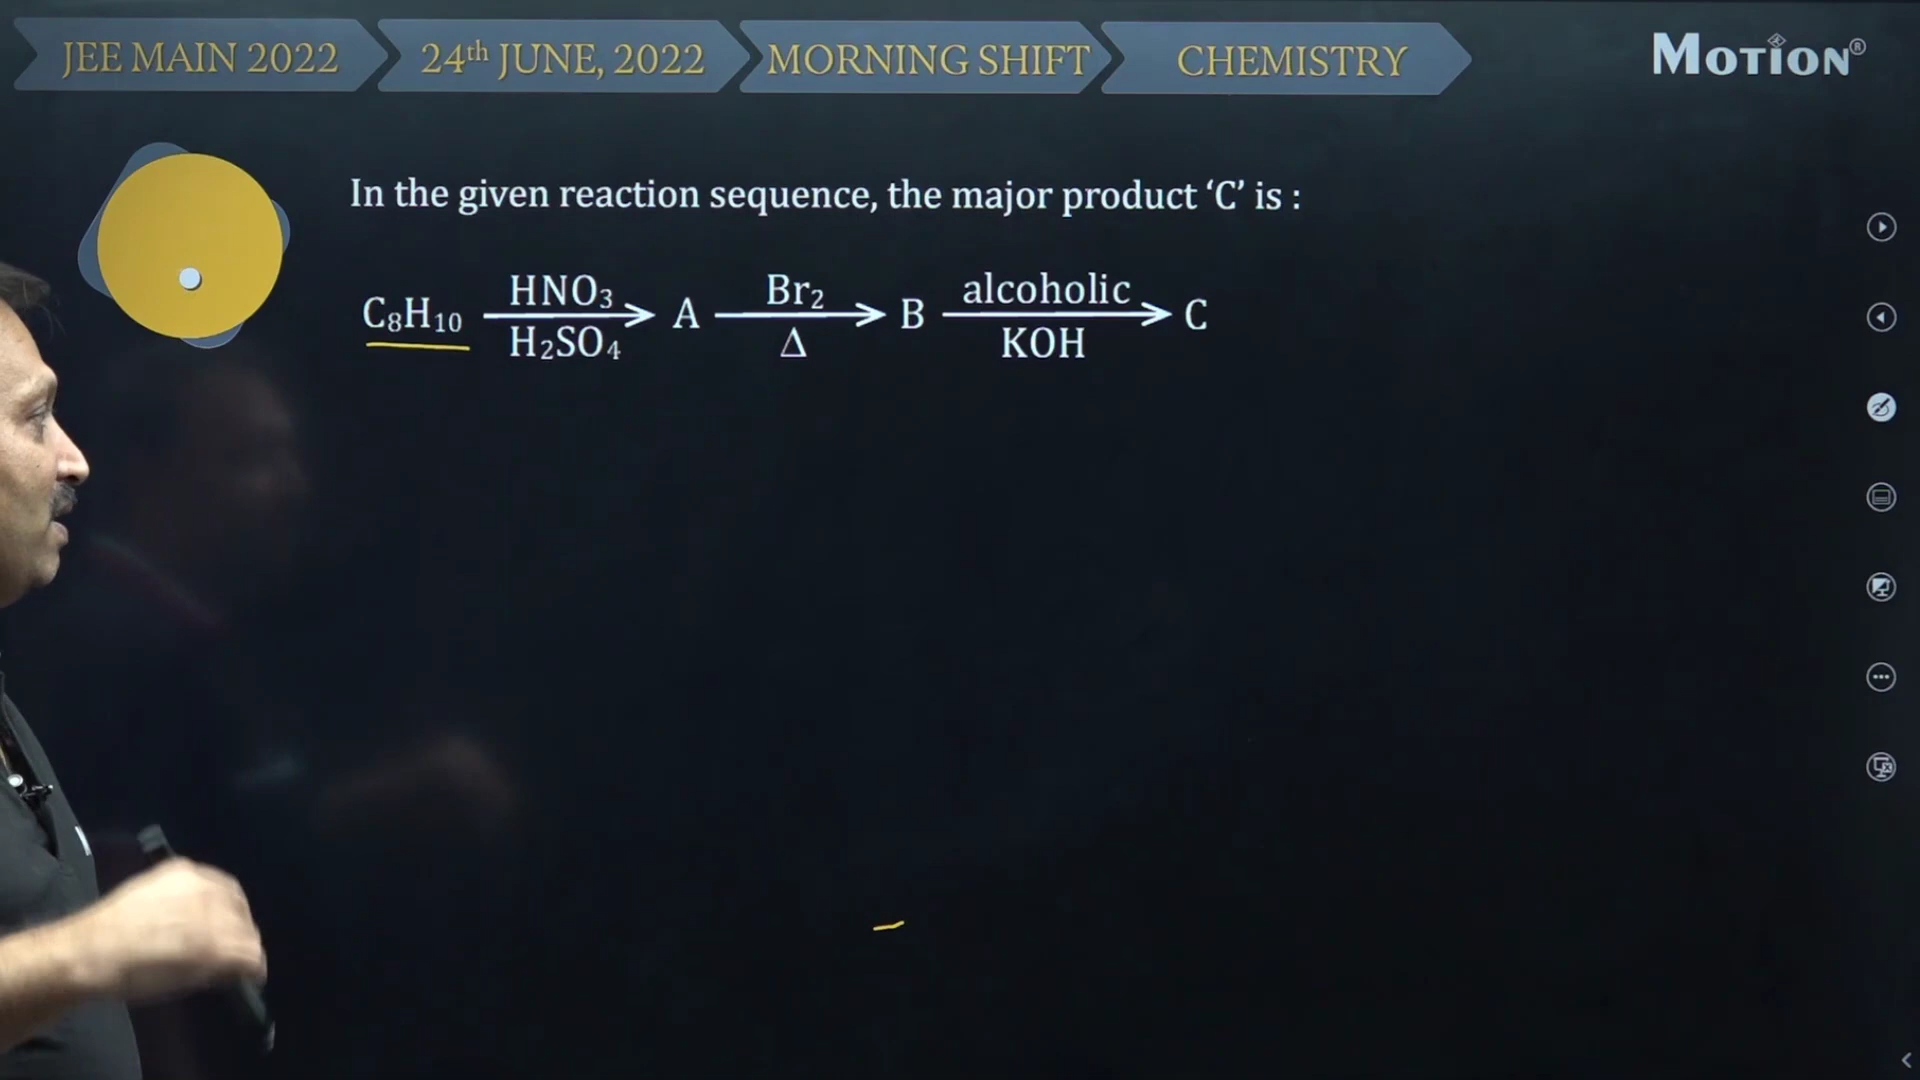 JEE MAIN 2022 24th JUNE, 2022 MORNING SHIFT CHEMISTRY MOTION®
In the given reaction sequence, the major product ‘C’ is :
C₈H₁₀ HNO₃ H₂SO₄ A Br₂ Δ B alcoholic KOH C